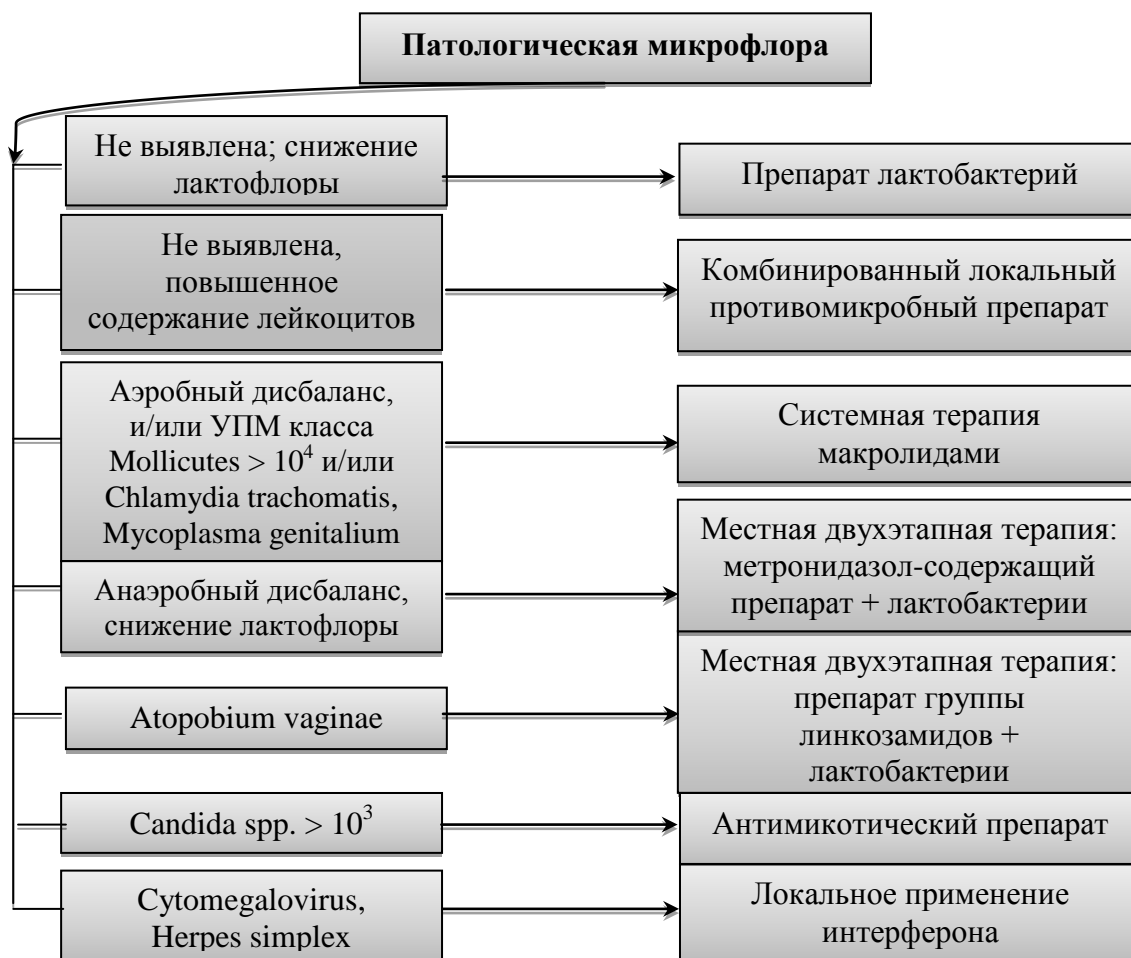 Патологическая микрофлора
Не выявлена; снижение
лактофлоры
Препарат лактобактерий
Не выявлена,
повышенное
содержание лейкоцитов
Комбинированный локальный
противомикробный препарат
Аэробный дисбаланс,
и/или УПМ класса
Mollicutes > 10⁴ и/или
Chlamydia trachomatis,
Mycoplasma genitalium
Системная терапия
макролидами
Анаэробный дисбаланс,
снижение лактофлоры
Местная двухэтапная терапия:
метронидазол-содержащий
препарат + лактобактерии
Atopobium vaginae
Местная двухэтапная терапия:
препарат группы
линкозамидов +
лактобактерии
Candida spp. > 10³
Антимикотический препарат
Cytomegalovirus,
Herpes simplex
Локальное применение
интерферона